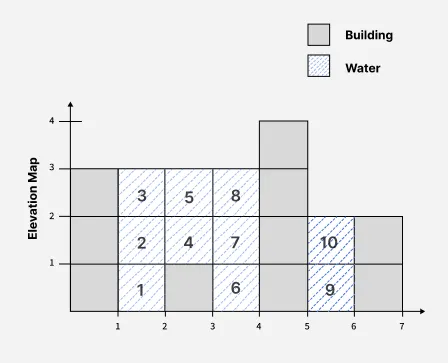 Building
Water
Elevation Map
4
3
2
1
3 5 8
2 4 7 10
1 6 9
1 2 3 4 5 6 7